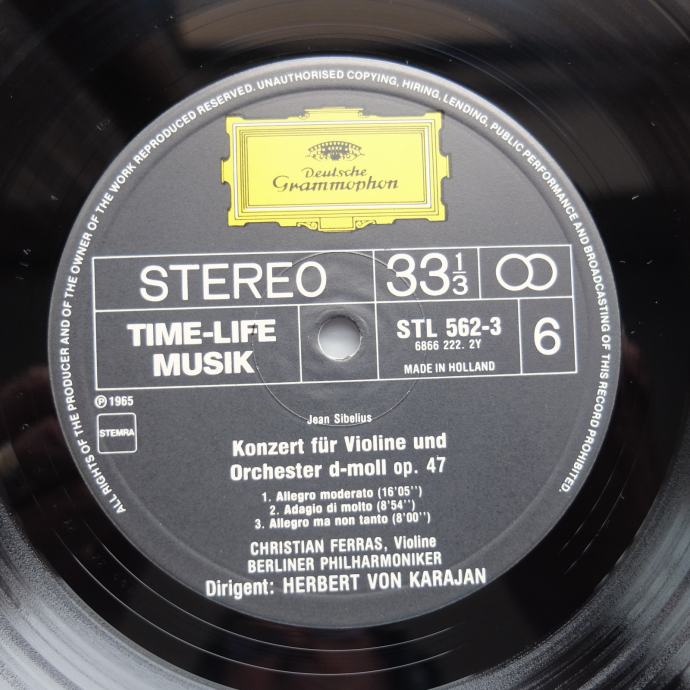 ALL RIGHTS OF THE PRODUCER AND OF THE OWNER OF THE WORK REPRODUCED RESERVED. UNAUTHORISED COPYING, HIRING, LENDING, PUBLIC PERFORMANCE AND BROADCASTING OF THIS RECORD PROHIBITED.
Deutsche
Grammophon
STEREO
33 1/3
TIME-LIFE
MUSIK
STL 562-3
6866 222. 2Y
MADE IN HOLLAND
6
℗ 1965
STEMRA
Jean Sibelius
Konzert für Violine und
Orchester d-moll op. 47
1. Allegro moderato (16'05'')
2. Adagio di molto (8'54'')
3. Allegro ma non tanto (8'00'')
CHRISTIAN FERRAS, Violine
BERLINER PHILHARMONIKER
Dirigent: HERBERT VON KARAJAN